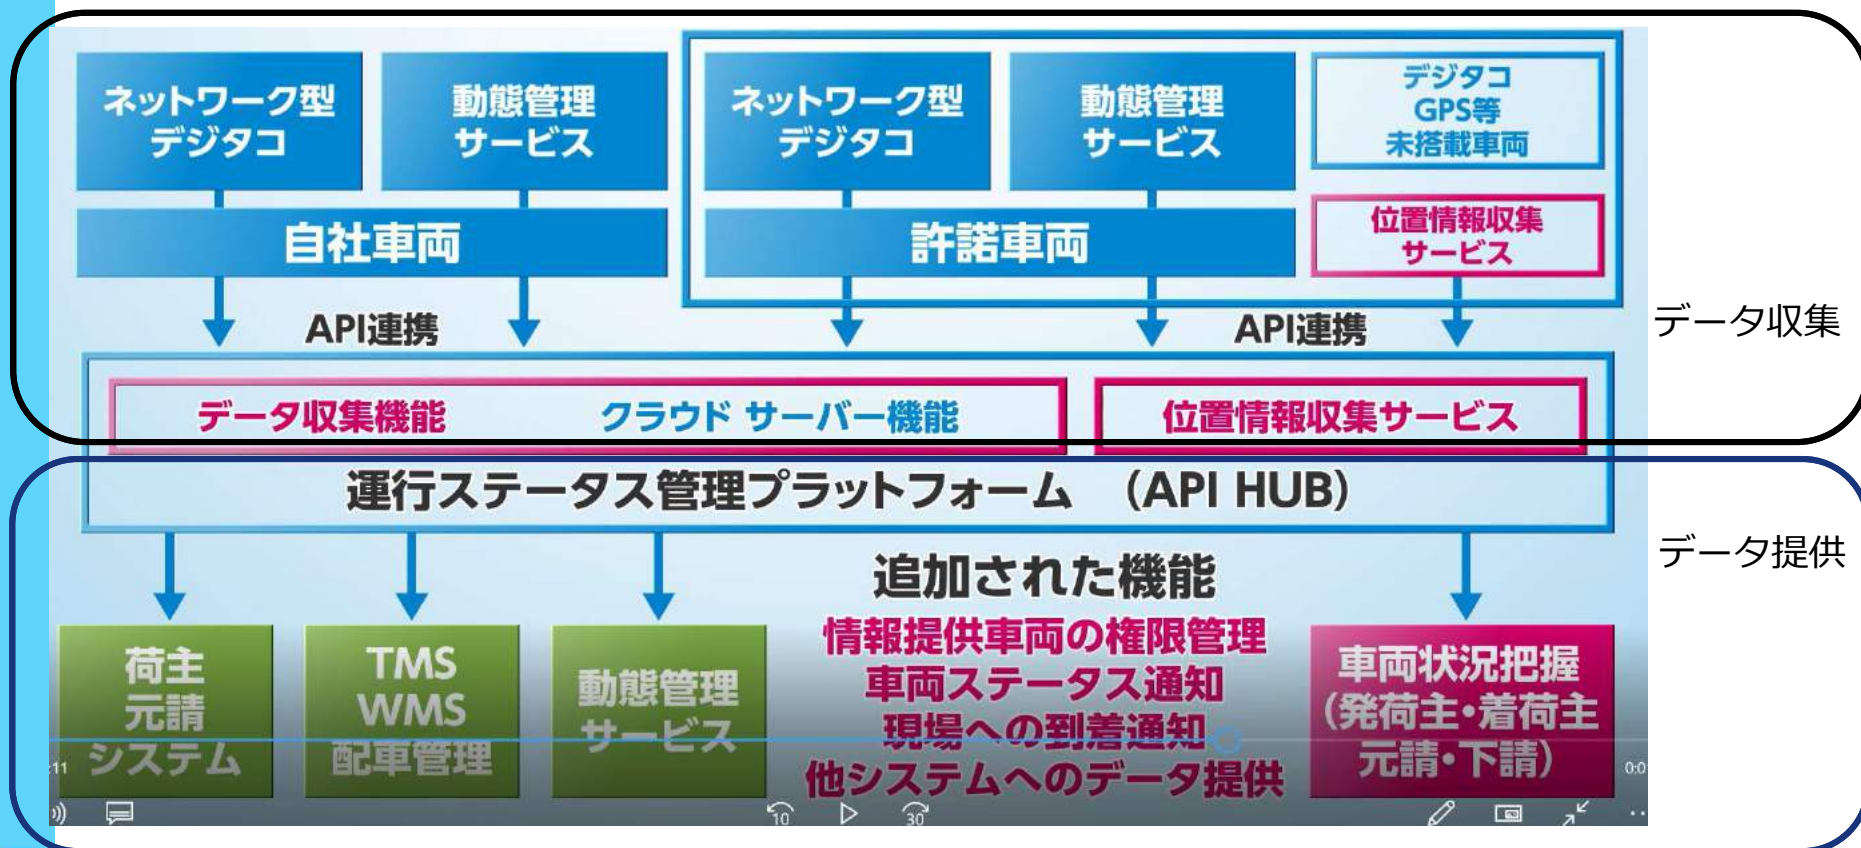 ネットワーク型
デジタコ
動態管理
サービス
ネットワーク型
デジタコ
動態管理
サービス
デジタコ
GPS等
未搭載車両
自社車両
許諾車両
位置情報収集
サービス
API連携
API連携
データ収集
データ収集機能
クラウド サーバー機能
位置情報収集サービス
運行ステータス管理プラットフォーム （API HUB）
データ提供
荷主
元請
システム
TMS
WMS
配車管理
動態管理
サービス
追加された機能
情報提供車両の権限管理
車両ステータス通知
現場への到着通知
他システムへのデータ提供
車両状況把握
（発荷主・着荷主
元請・下請）
:11
0:0
10
30